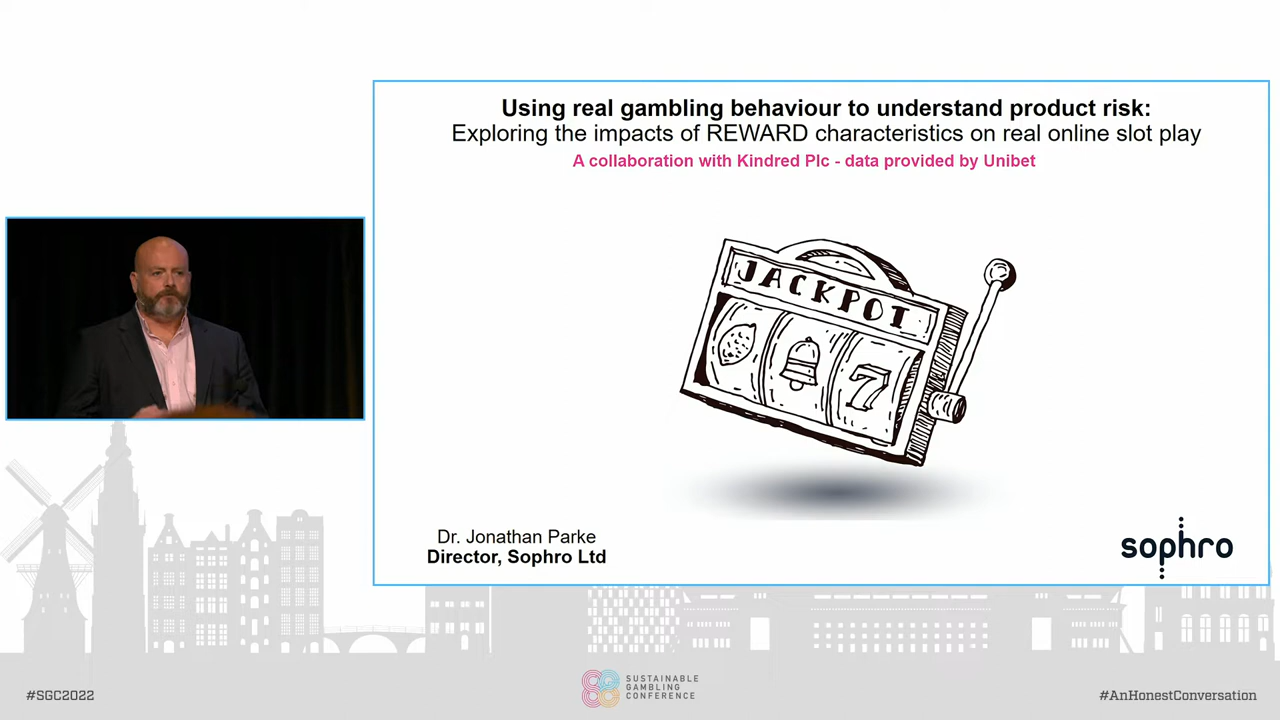 Using real gambling behaviour to understand product risk:
Exploring the impacts of REWARD characteristics on real online slot play
A collaboration with Kindred Plc - data provided by Unibet
JACKPOT
7
Dr. Jonathan Parke
Director, Sophro Ltd
sophro
#SGC2022
SUSTAINABLE
GAMBLING
CONFERENCE
#AnHonestConversation